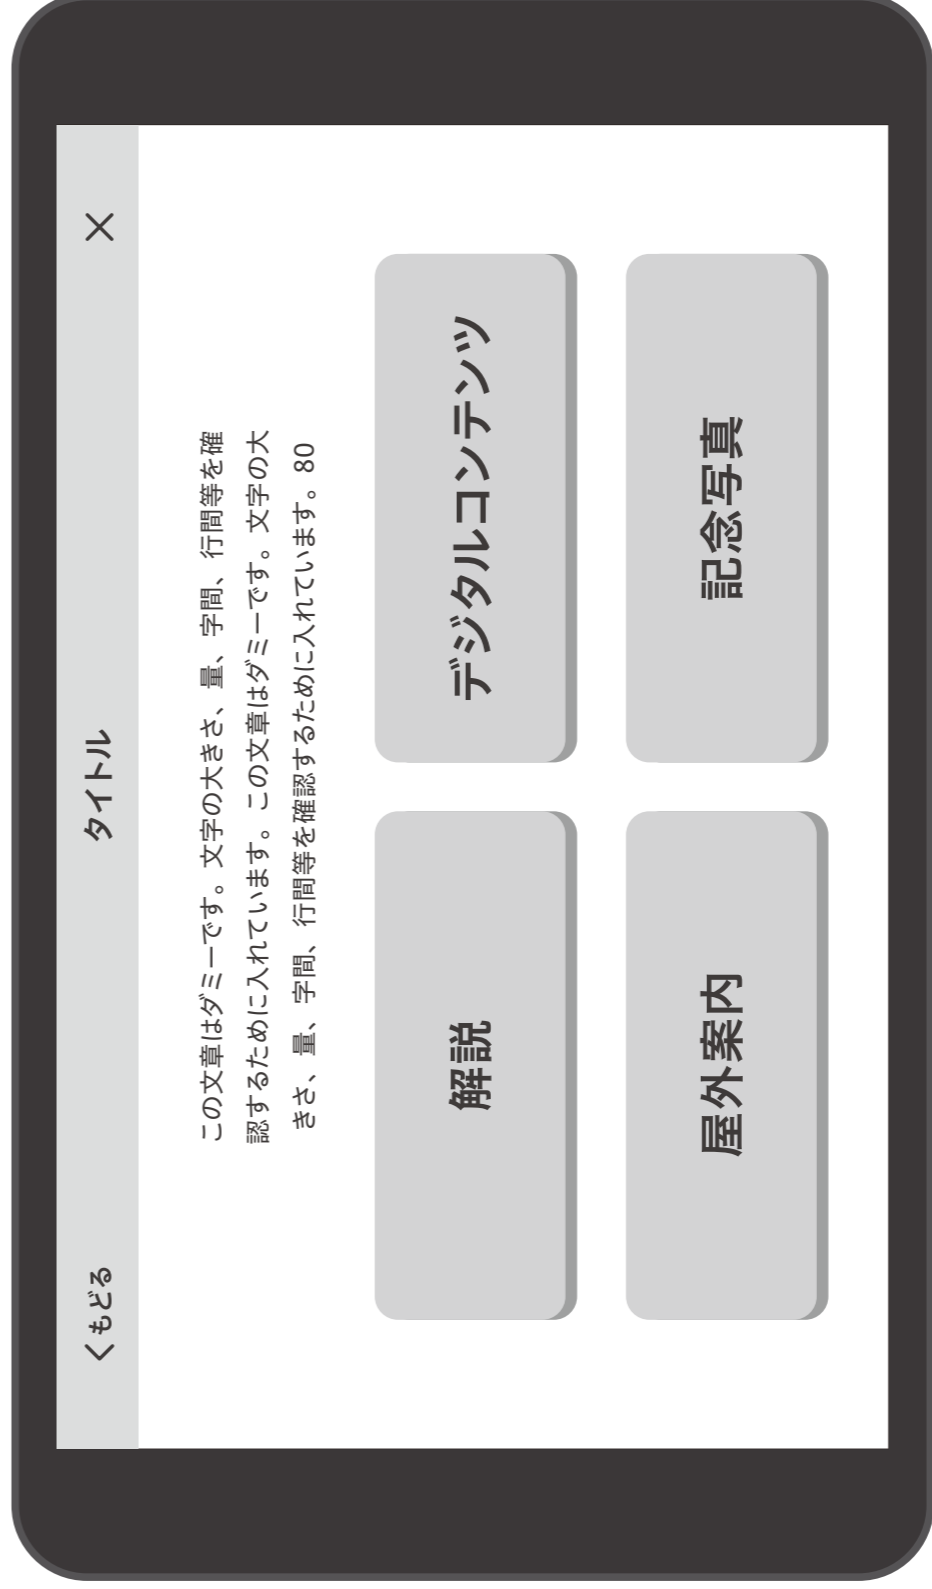 くもどる
タイトル
×
この文章はダミーです。文字の大きさ、量、字間、行間等を確
認するために入れています。この文章はダミーです。文字の大
きさ、量、字間、行間等を確認するために入れています。80
解説
デジタルコンテンツ
屋外案内
記念写真